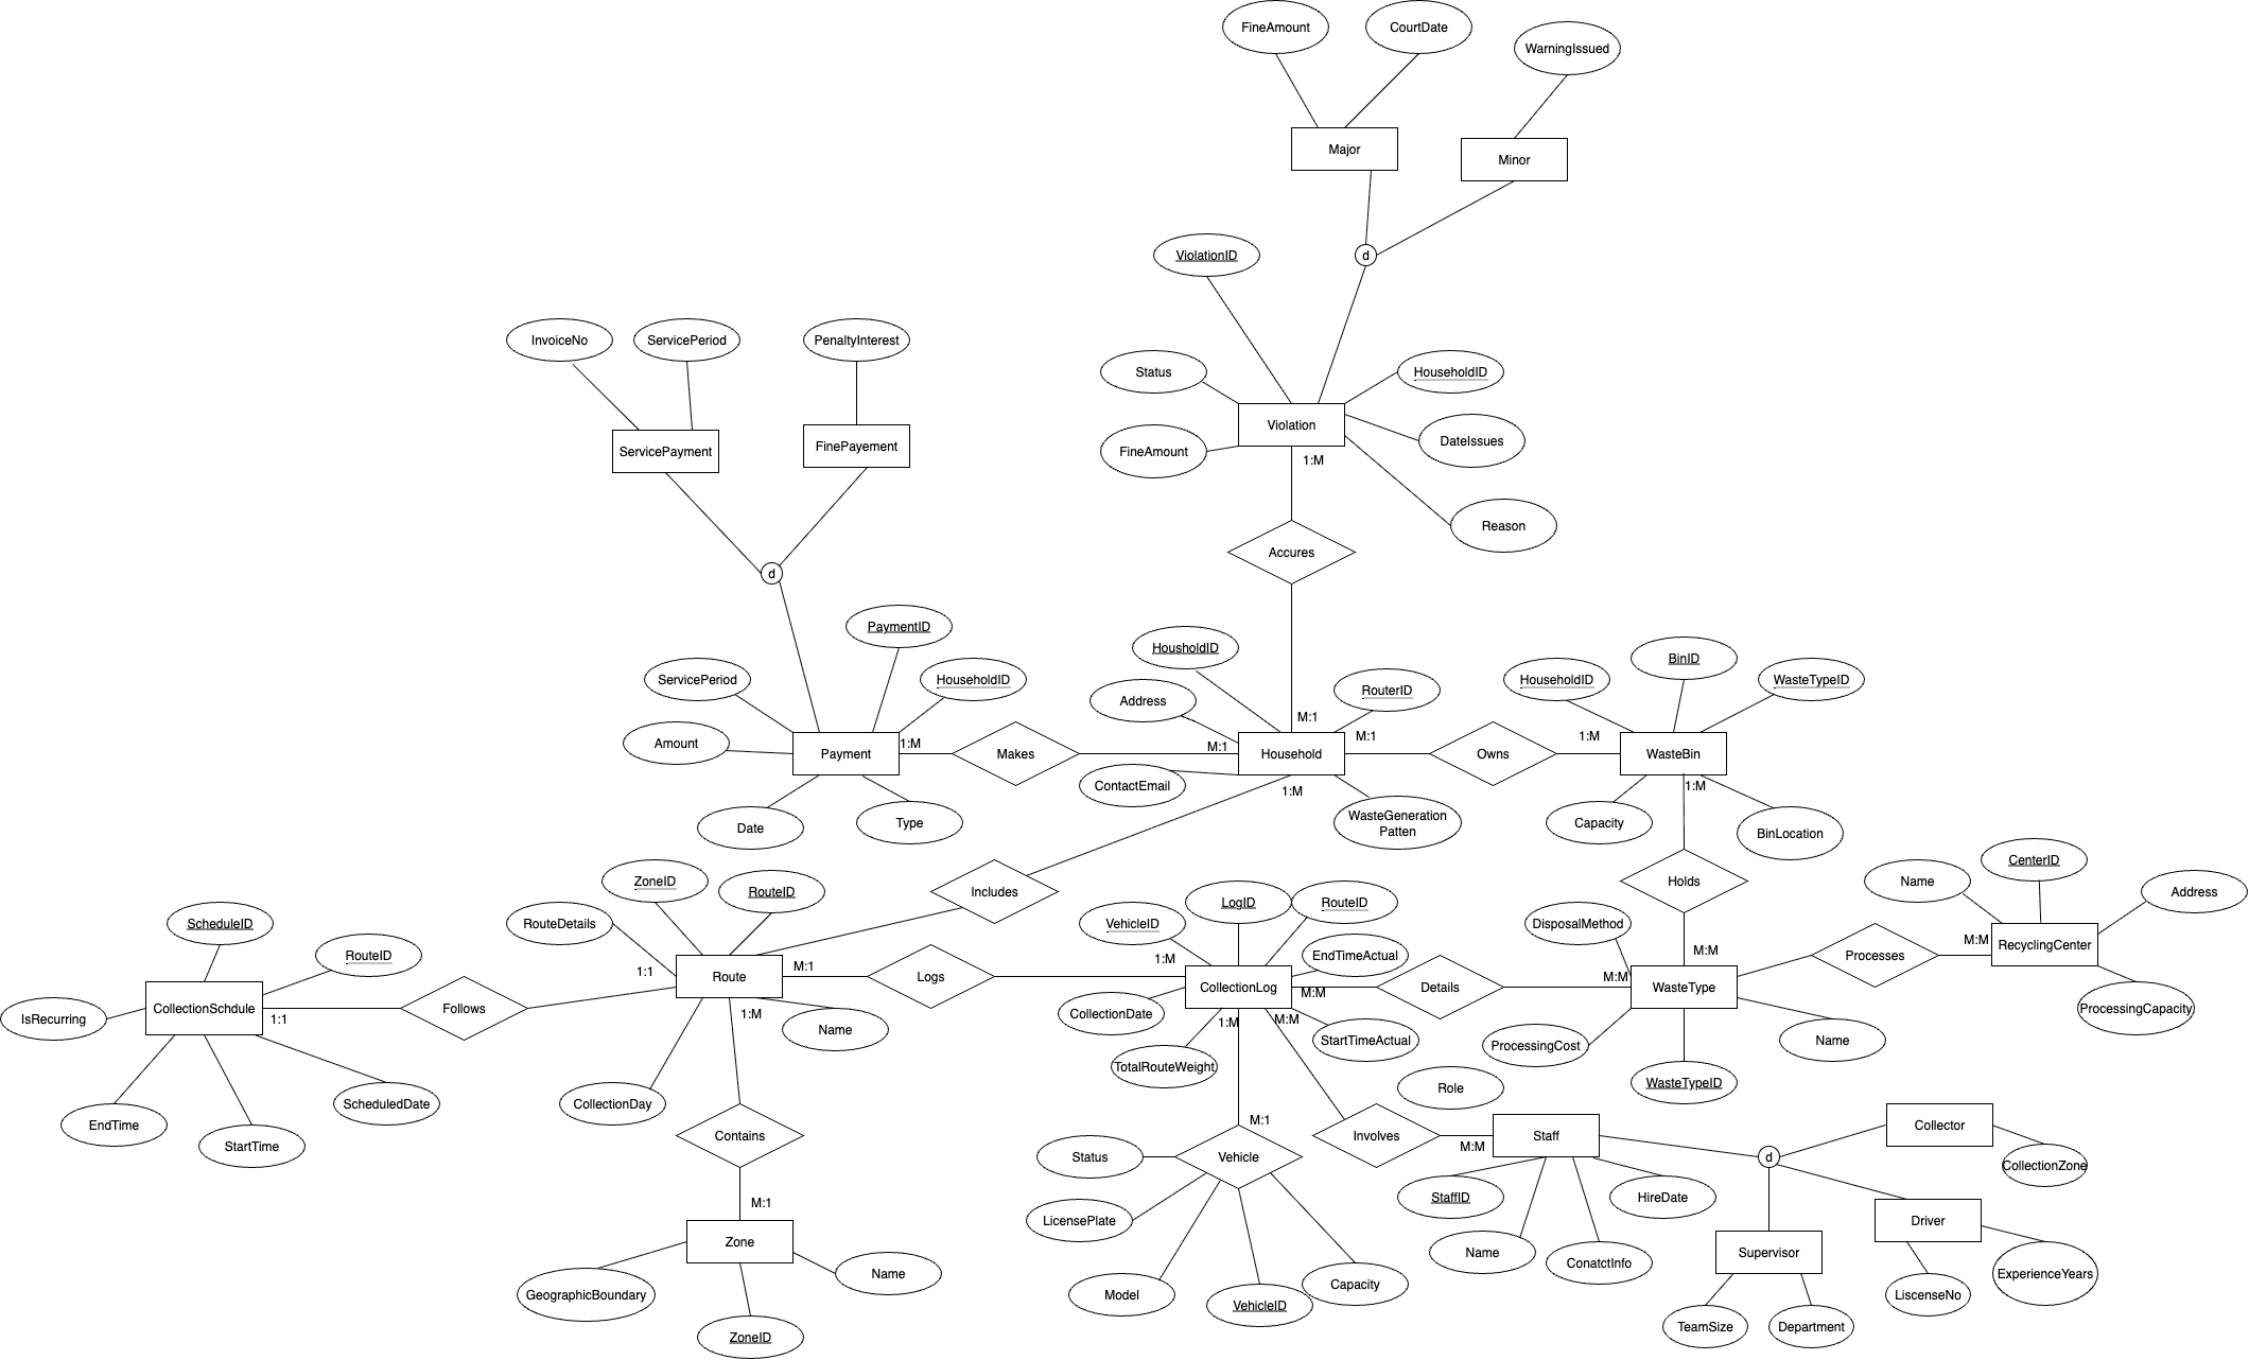 FineAmount
CourtDate
WarningIssued
Major
Minor
ViolationID
d
InvoiceNo
ServicePeriod
PenaltyInterest
Status
HouseholdID
Violation
FineAmount
DateIssues
ServicePayment
FinePayement
1:M
Reason
Accures
d
PaymentID
HousholdID
BinID
ServicePeriod
HouseholdID
Address
RouterID
HouseholdID
WasteTypeID
M:1
Amount
Payment
1:M
Makes
M:1
Household
M:1
Owns
1:M
WasteBin
ContactEmail
1:M
1:M
Date
Type
WasteGeneration
Patten
Capacity
BinLocation
ZoneID
RouteID
Includes
Holds
Name
CenterID
Address
ScheduleID
RouteDetails
VehicleID
LogID
RouteID
DisposalMethod
RouteID
EndTimeActual
M:M
Processes
M:M
RecyclingCenter
1:1
Route
M:1
Logs
1:M
CollectionLog
M:M
Details
M:M
WasteType
CollectionSchdule
1:1
Follows
IsRecurring
1:M
Name
CollectionDate
1:M
M:M
StartTimeActual
ProcessingCapacity
ProcessingCost
Name
TotalRouteWeight
WasteTypeID
Role
EndTime
StartTime
ScheduledDate
CollectionDay
Contains
M:1
Involves
M:M
Staff
Collector
Status
Vehicle
d
CollectionZone
M:1
StaffID
HireDate
LicensePlate
Driver
Zone
Name
Name
ConatctInfo
Supervisor
ExperienceYears
GeographicBoundary
Model
VehicleID
Capacity
LiscenseNo
ZoneID
TeamSize
Department